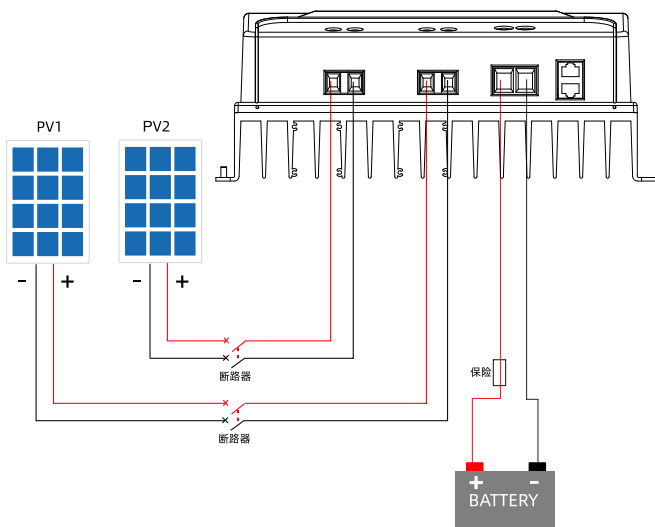 PV1
PV2
- +
- +
断路器
保险
断路器
+ -
BATTERY